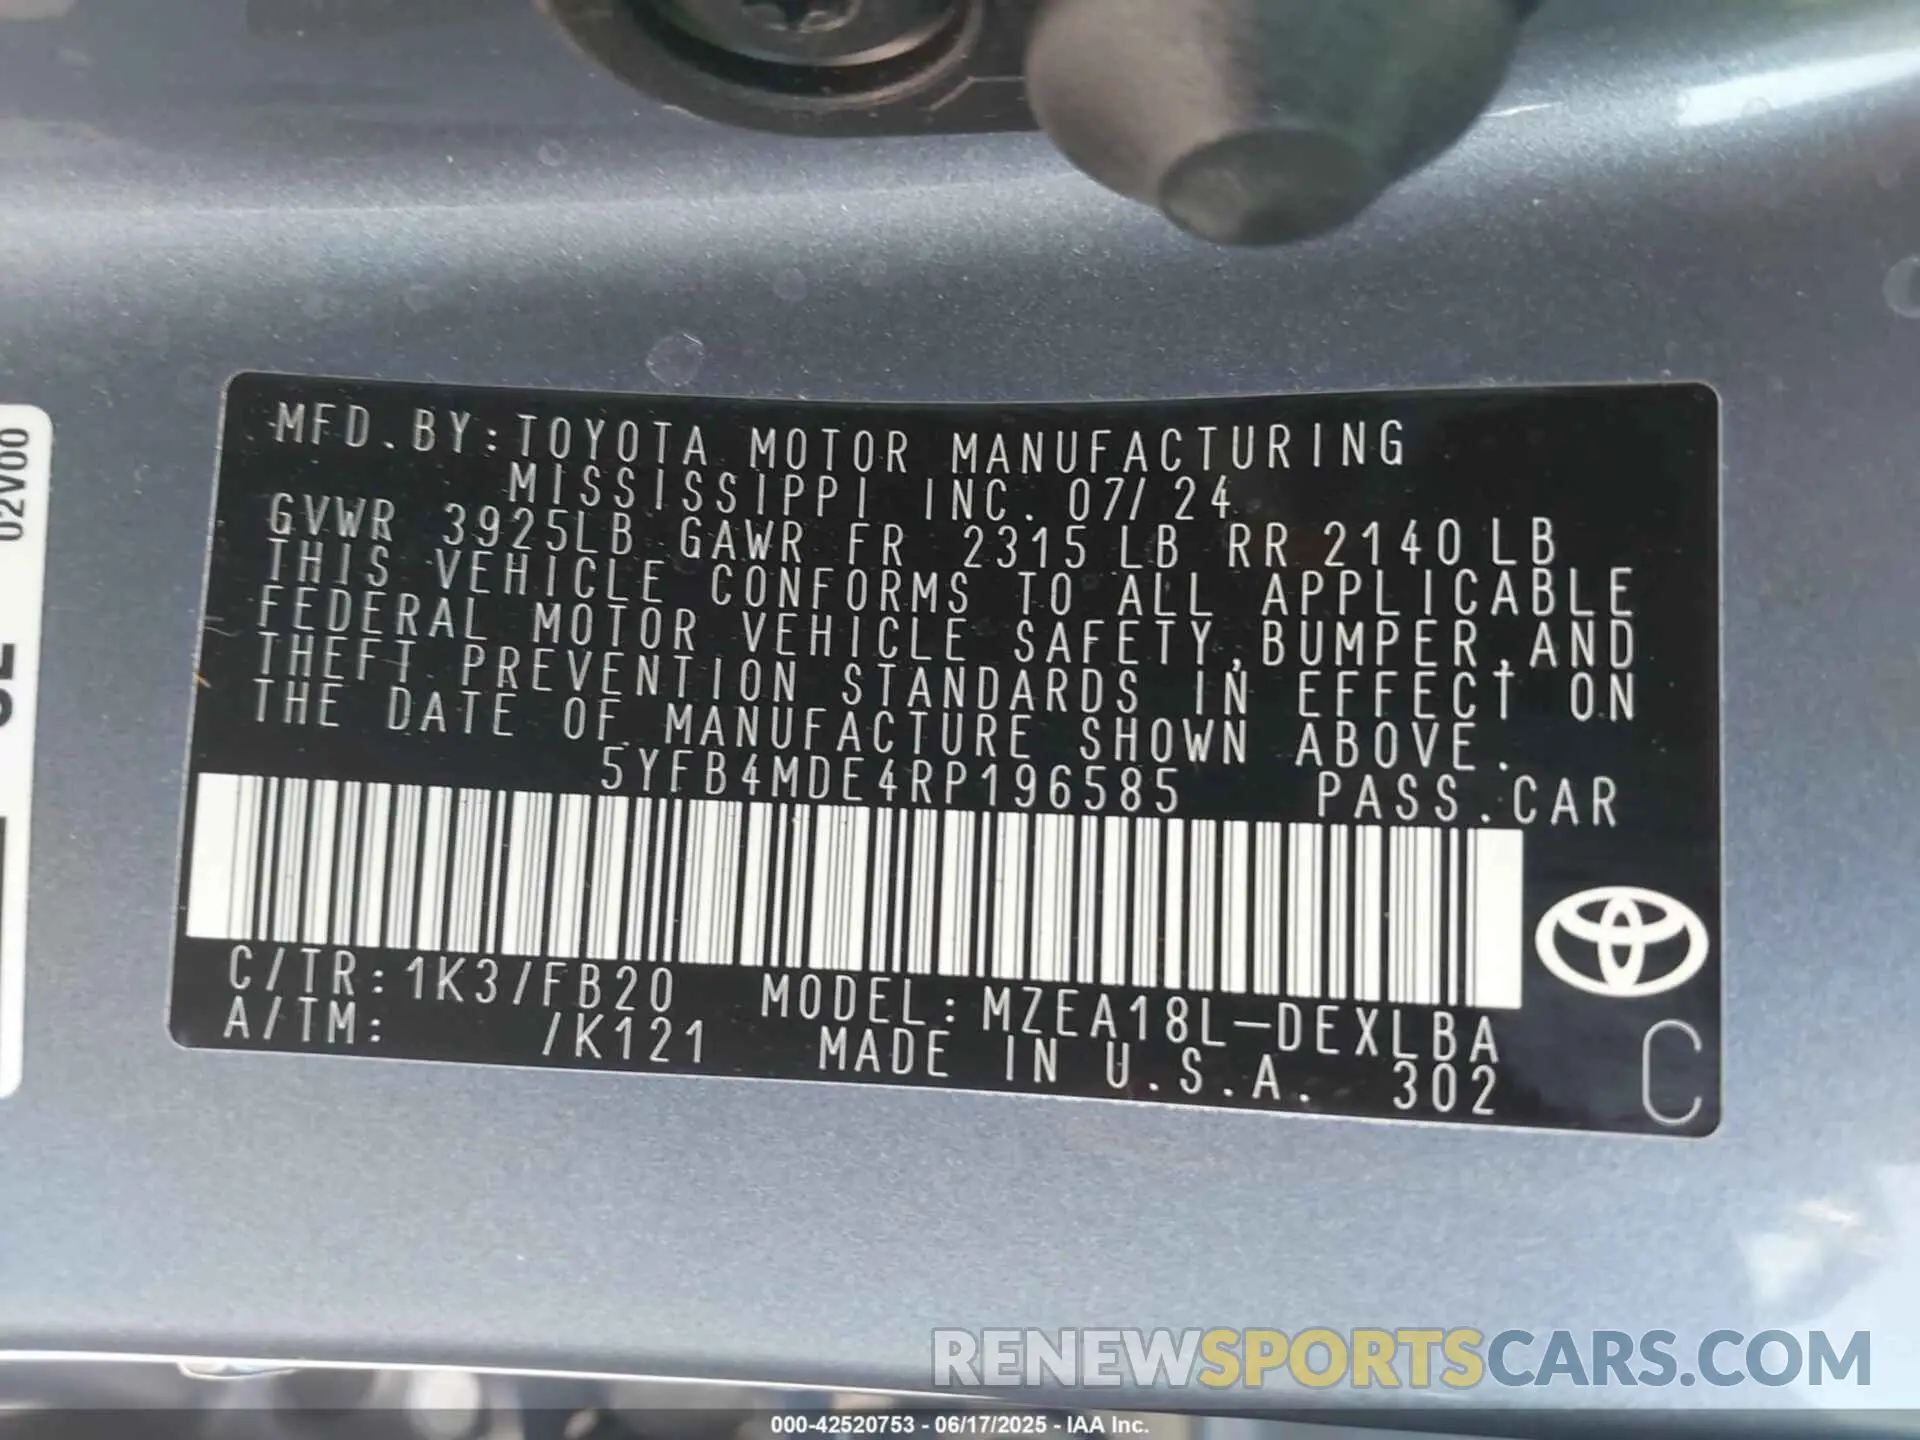 MFD.BY:TOYOTA MOTOR MANUFACTURING
MISSISSIPPI INC. 07/24
GVWR 3925LB GAWR FR 2315LB RR 2140LB
THIS VEHICLE CONFORMS TO ALL APPLICABLE
FEDERAL MOTOR VEHICLE SAFETY,BUMPER,AND
THEFT PREVENTION STANDARDS IN EFFECT ON
THE DATE OF MANUFACTURE SHOWN ABOVE.
5YFB4MDE4RP196585 PASS.CAR
C/TR:1K3/FB20 MODEL:MZEA18L-DEXLBA
A/TM: /K121 MADE IN U.S.A. 302
C
02V00
RENEWSPORTSCARS.COM
000-42520753 - 06/17/2025 - IAA Inc.